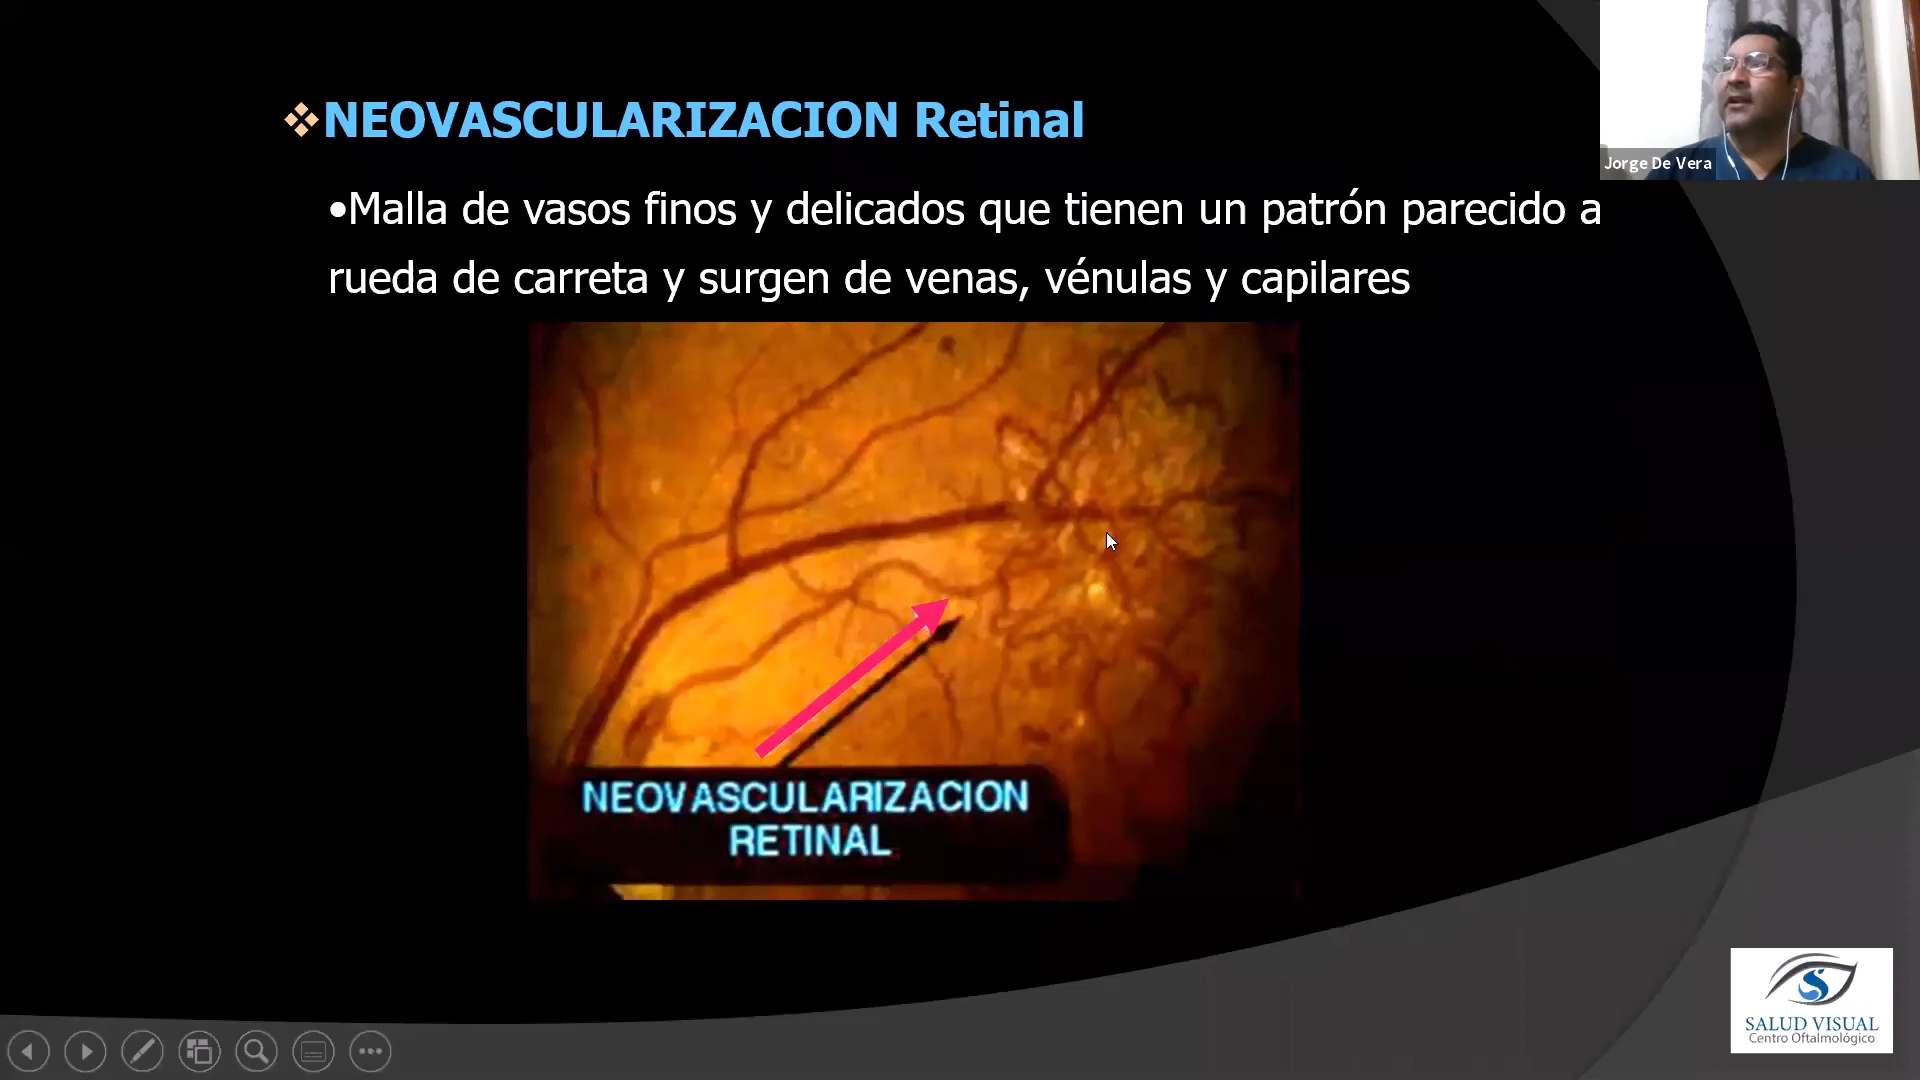 NEOVASCULARIZACION Retinal
Jorge De Vera
•Malla de vasos finos y delicados que tienen un patrón parecido a
rueda de carreta y surgen de venas, vénulas y capilares
NEOVASCULARIZACION
RETINAL
SALUD VISUAL
Centro Oftalmológico